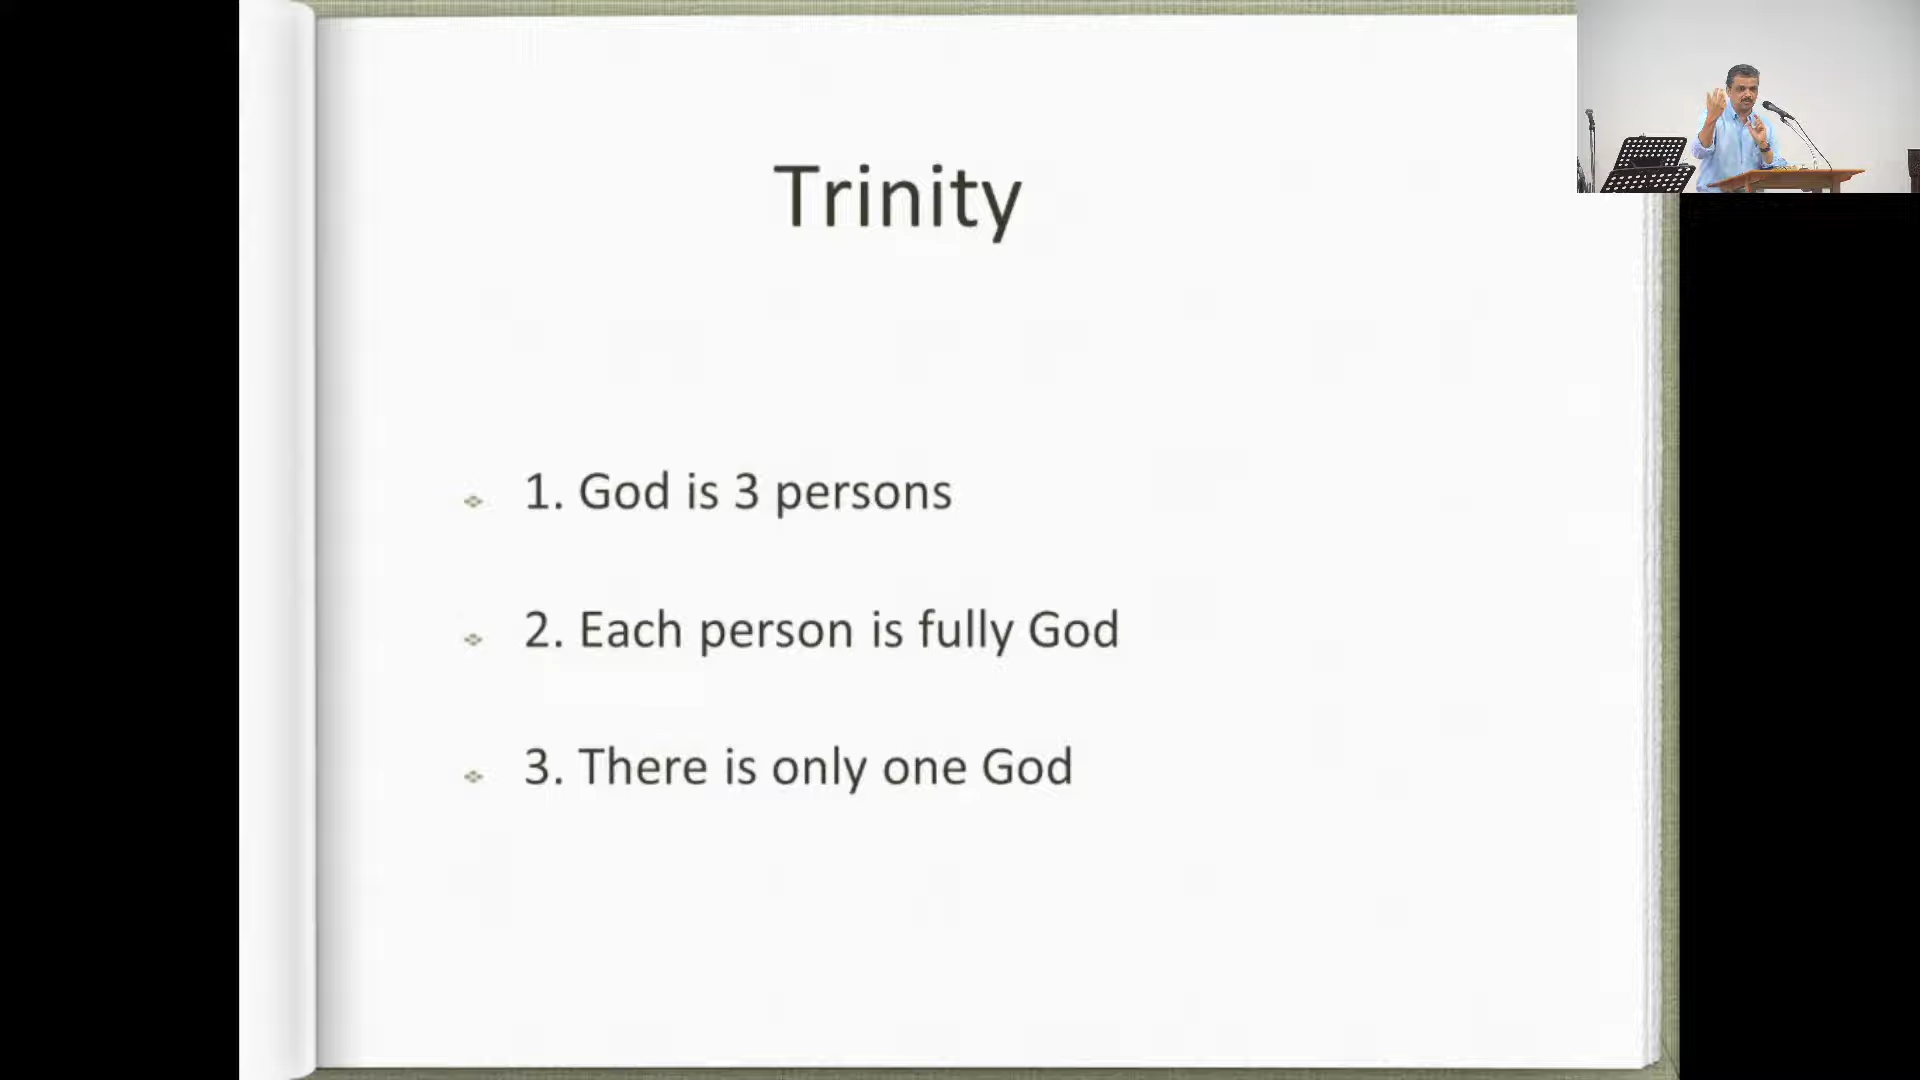 Trinity
1. God is 3 persons
2. Each person is fully God
3. There is only one God